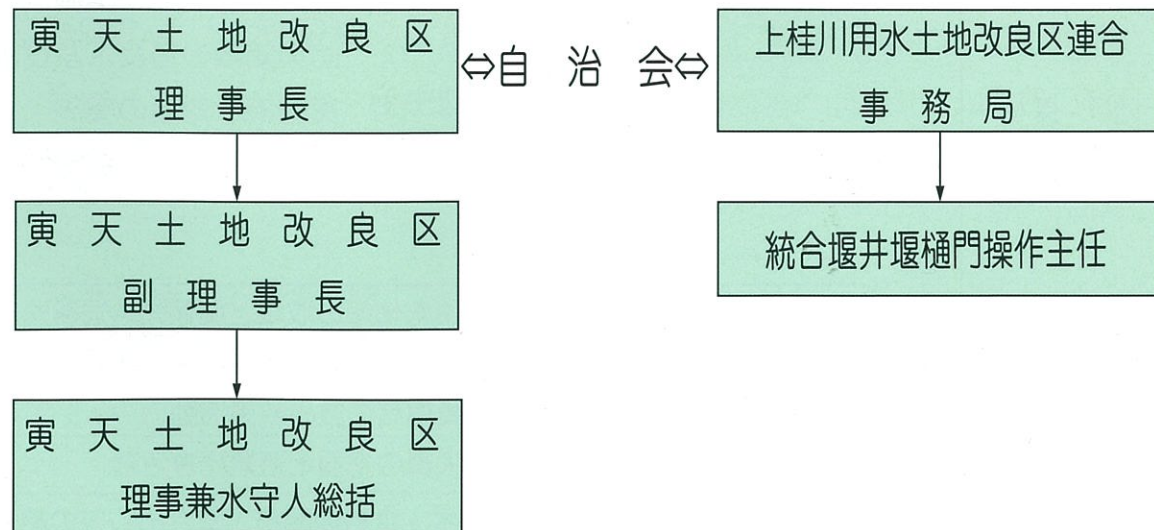 寅天土地改良区
理事長
⇔自治会⇔
上桂川用水土地改良区連合
事務局
寅天土地改良区
副理事長
統合堰井堰樋門操作主任
寅天土地改良区
理事兼水守人総括